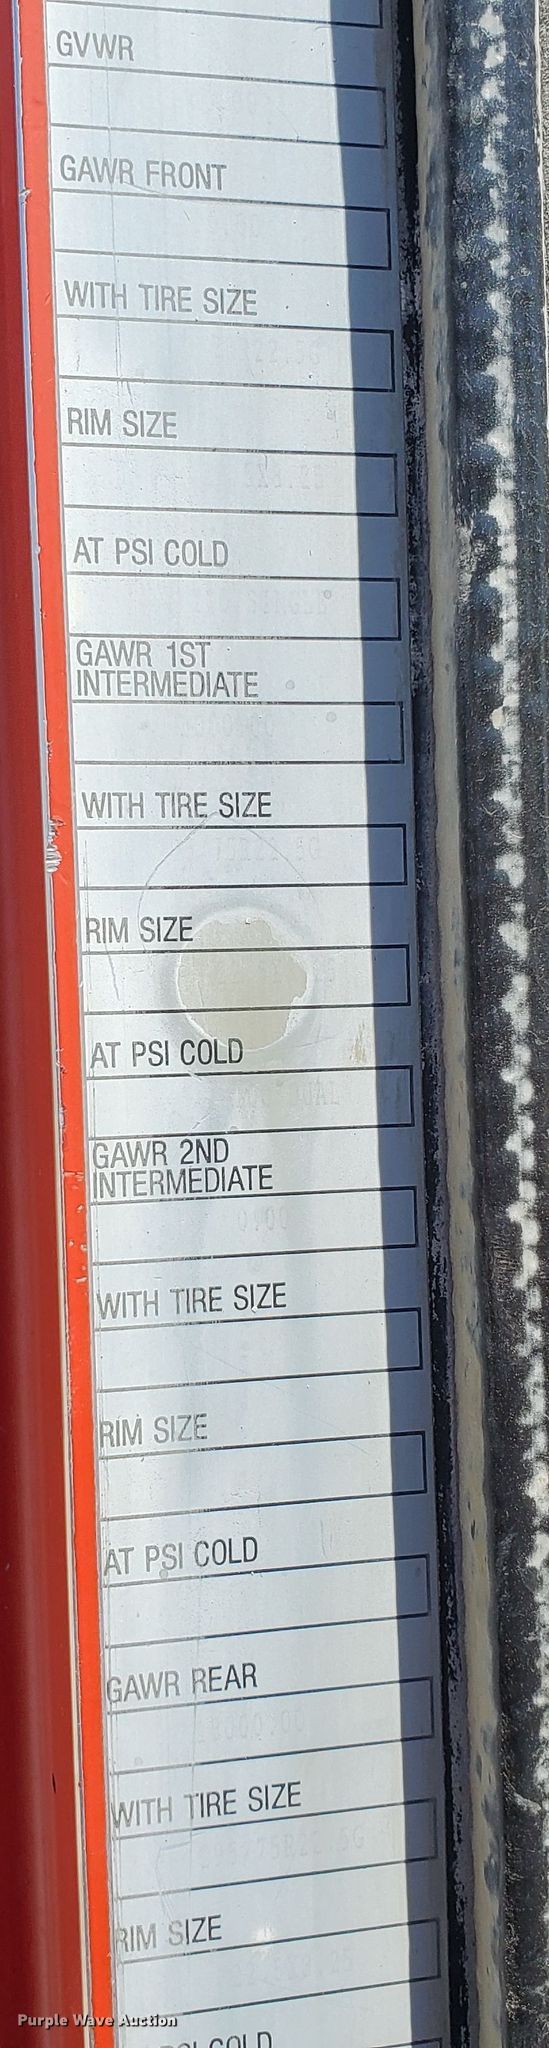 GVWR
GAWR FRONT
WITH TIRE SIZE
RIM SIZE
AT PSI COLD
GAWR 1ST
INTERMEDIATE
WITH TIRE SIZE
RIM SIZE
AT PSI COLD
GAWR 2ND
INTERMEDIATE
WITH TIRE SIZE
RIM SIZE
AT PSI COLD
GAWR REAR
WITH TIRE SIZE
RIM SIZE
PSI COLD
Purple Wave Auction